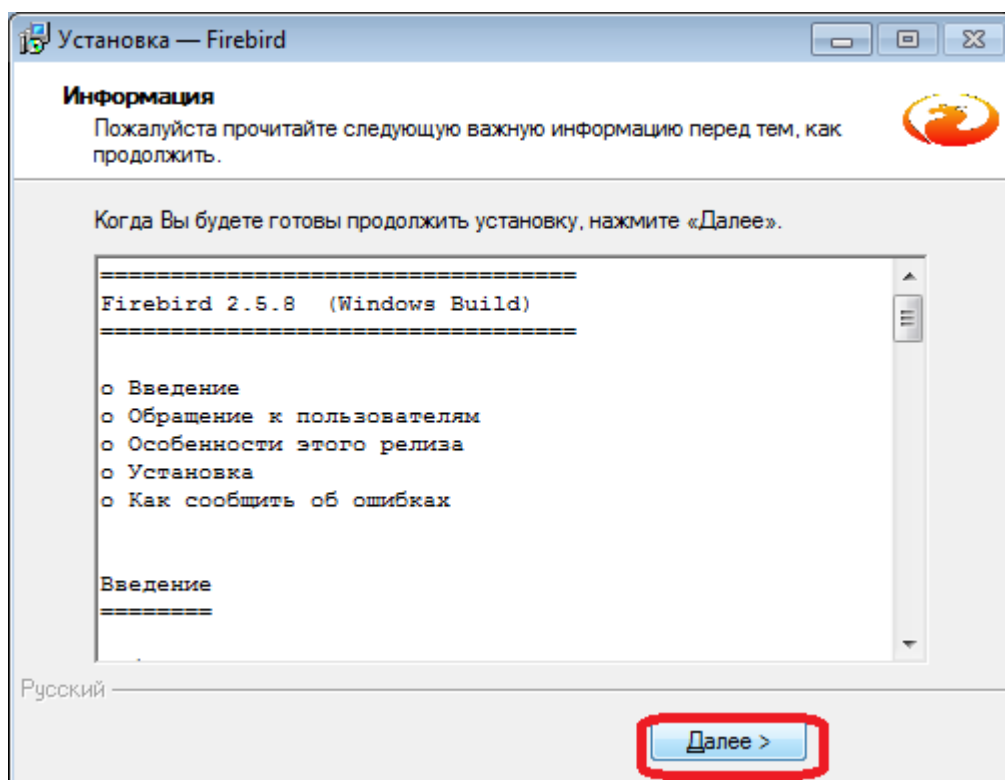 Установка — Firebird
Информация
Пожалуйста прочитайте следующую важную информацию перед тем, как
продолжить.
Когда Вы будете готовы продолжить установку, нажмите «Далее».
==================================
Firebird 2.5.8  (Windows Build)
==================================
o Введение
o Обращение к пользователям
o Особенности этого релиза
o Установка
o Как сообщить об ошибках
Введение
========
Русский
Далее >